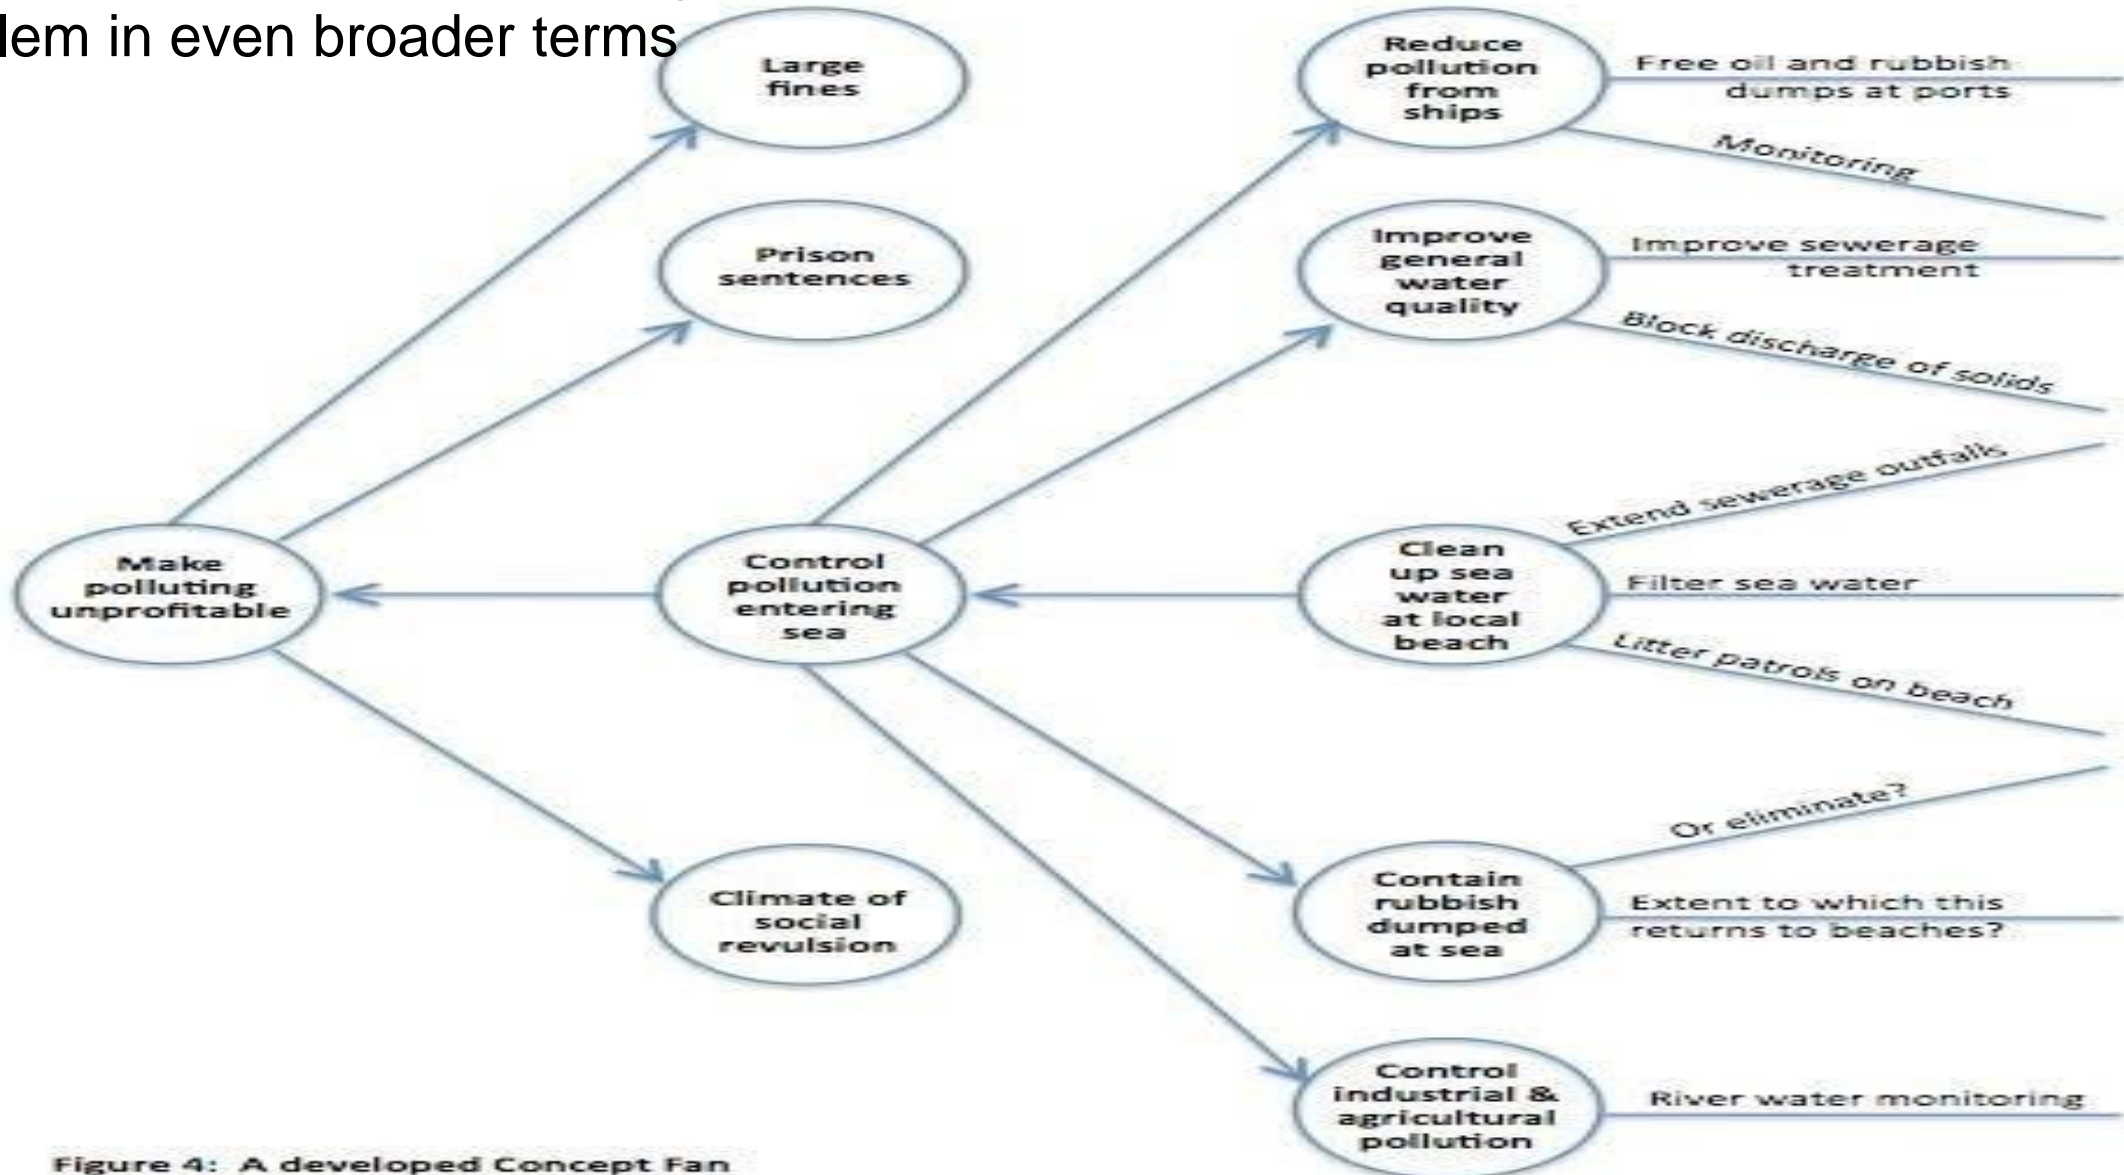 lem in even broader terms
Large
fines
Prison
sentences
Make
polluting
unprofitable
Climate of
social
revulsion
Control
pollution
entering
sea
Reduce
pollution
from
ships
Free oil and rubbish
dumps at ports
Monitoring
Improve
general
water
quality
Improve sewerage
treatment
Block discharge of solids
Clean
up sea
water
at local
beach
Extend sewerage outfalls
Filter sea water
Litter patrols on beach
Contain
rubbish
dumped
at sea
Or eliminate?
Extent to which this
returns to beaches?
Control
industrial &
agricultural
pollution
River water monitoring
Figure 4: A developed Concept Fan